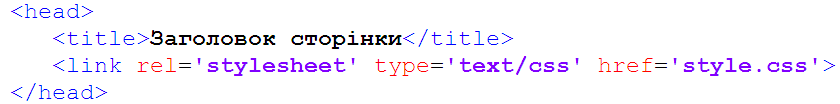 <head>
<title>Заголовок сторінки</title>
<link rel='stylesheet' type='text/css' href='style.css'>
</head>